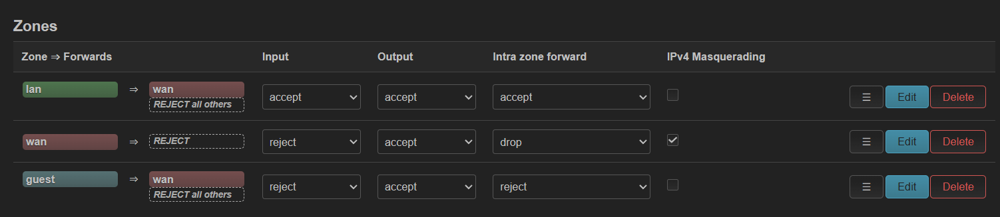 Zones
Zone ⇒ Forwards Input Output Intra zone forward IPv4 Masquerading
lan ⇒ wan
REJECT all others
accept accept accept ☰ Edit Delete
wan ⇒ REJECT reject accept drop ☰ Edit Delete
guest ⇒ wan
REJECT all others
reject accept reject ☰ Edit Delete